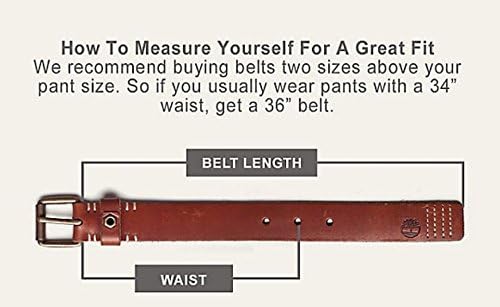 How To Measure Yourself For A Great Fit
We recommend buying belts two sizes above your
pant size. So if you usually wear pants with a 34”
waist, get a 36” belt.
BELT LENGTH
WAIST